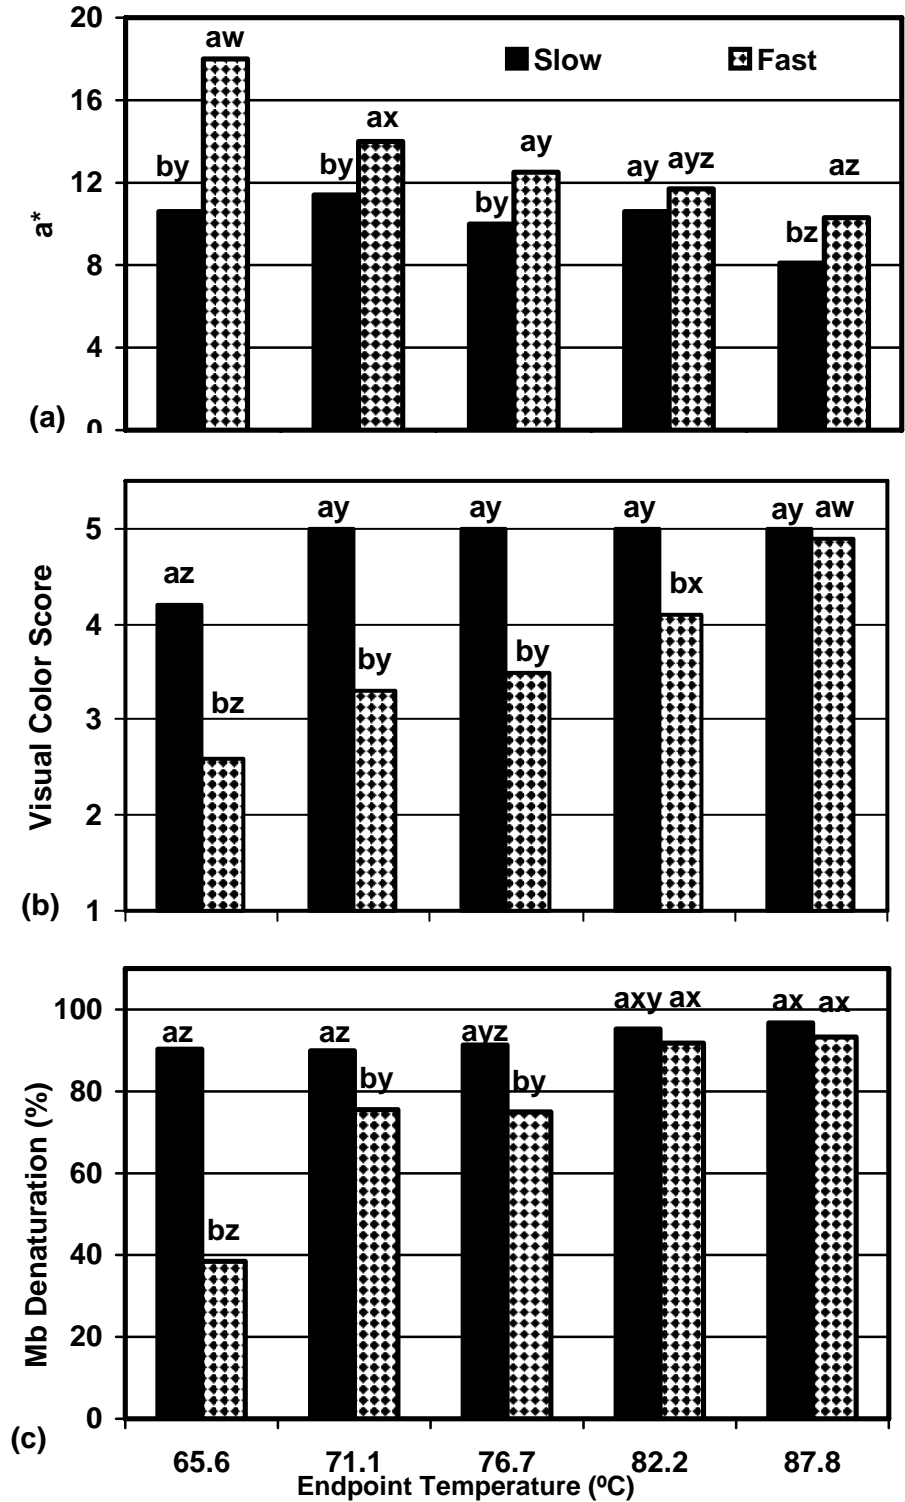 20
aw
Slow
Fast
16
ax
by
by
ay
ay
ayz
az
12
by
bz
a*
8
4
(a)
0
ay
ay
ay
ay
aw
5
az
bx
4
by
by
bz
3
Visual Color Score
2
(b)
1
axy
ax
ax
ax
100
az
az
ayz
by
by
80
60
bz
40
Mb Denaturation (%)
20
0
(c)
65.6
71.1
76.7
82.2
87.8
Endpoint Temperature (ºC)